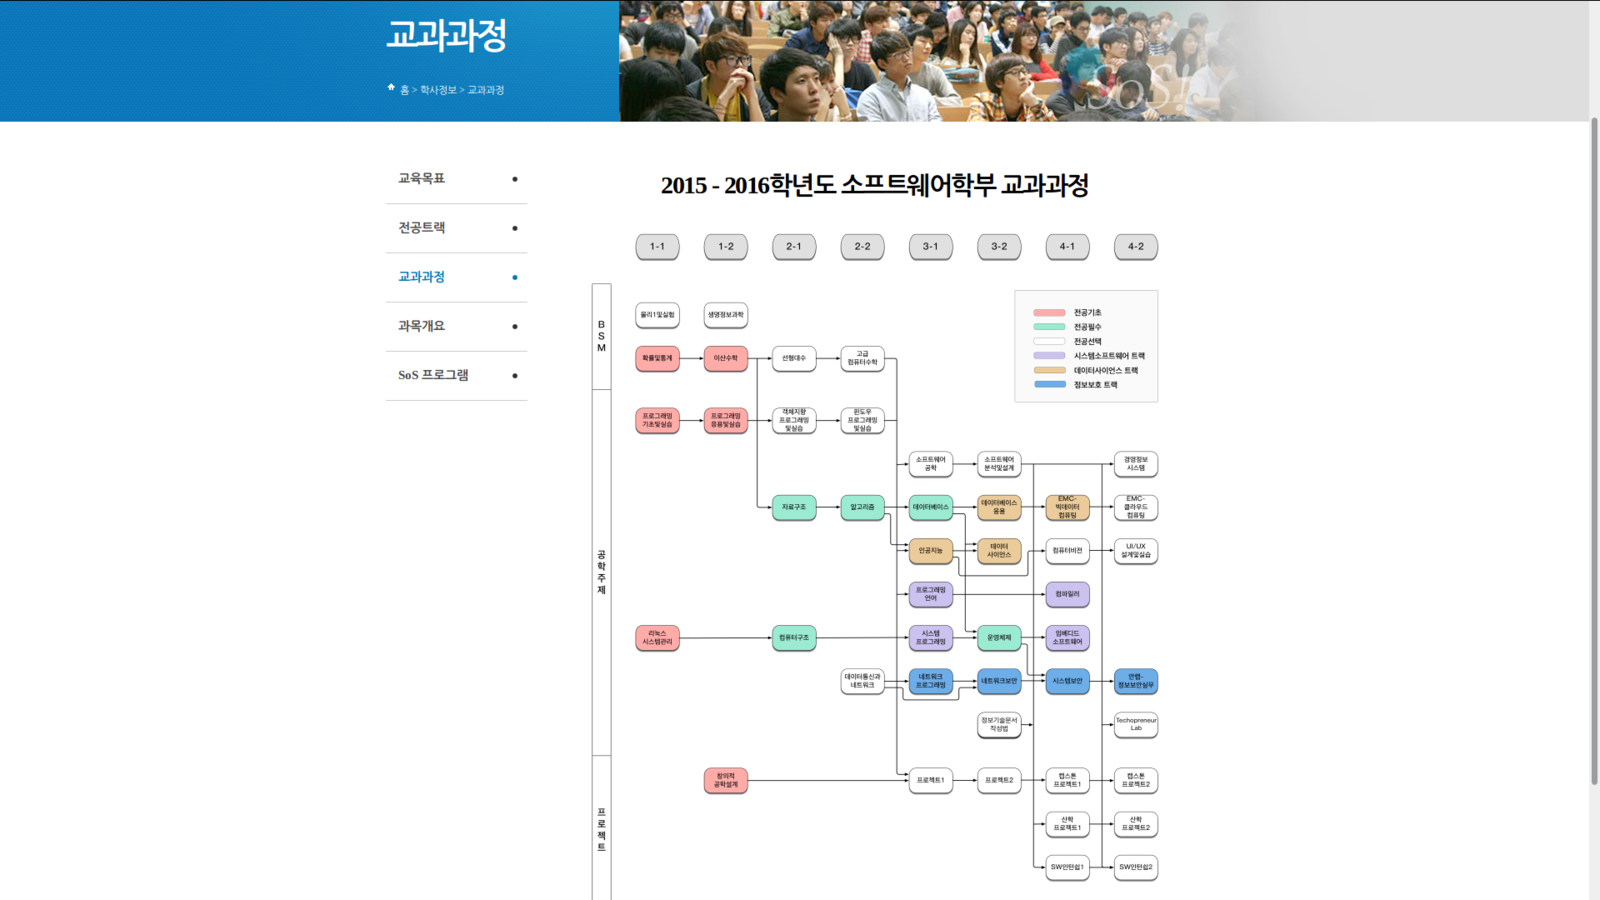 교과과정
홈 > 학사정보 > 교과과정
SoS!
교육목표
전공트랙
교과과정
과목개요
SoS 프로그램
2015 - 2016학년도 소프트웨어학부 교과과정
1-1
1-2
2-1
2-2
3-1
3-2
4-1
4-2
BSM
물리1및실험
생명정보과학
전공기초
전공필수
전공선택
시스템소프트웨어 트랙
데이터사이언스 트랙
정보보호 트랙
확률및통계
이산수학
선형대수
고급
컴퓨터수학
공학주제
프로그래밍
기초및실습
프로그래밍
응용및실습
객체지향
프로그래밍
및실습
윈도우
프로그래밍
및실습
소프트웨어
공학
소프트웨어
분석및설계
경영정보
시스템
자료구조
알고리즘
데이터베이스
데이터베이스
응용
EMC-
빅데이터
컴퓨팅
EMC-
클라우드
컴퓨팅
인공지능
데이터
사이언스
컴퓨터비전
UI/UX
설계및실습
프로그래밍
언어
컴파일러
리눅스
시스템관리
컴퓨터구조
시스템
프로그래밍
운영체제
임베디드
소프트웨어
데이터통신과
네트워크
네트워크
프로그래밍
네트워크보안
시스템보안
안랩-
정보보안실무
정보기술문서
작성법
Techopreneur
Lab
프로젝트
창의적
공학설계
프로젝트1
프로젝트2
캡스톤
프로젝트1
캡스톤
프로젝트2
산학
프로젝트1
산학
프로젝트2
SW인턴쉽1
SW인턴쉽2